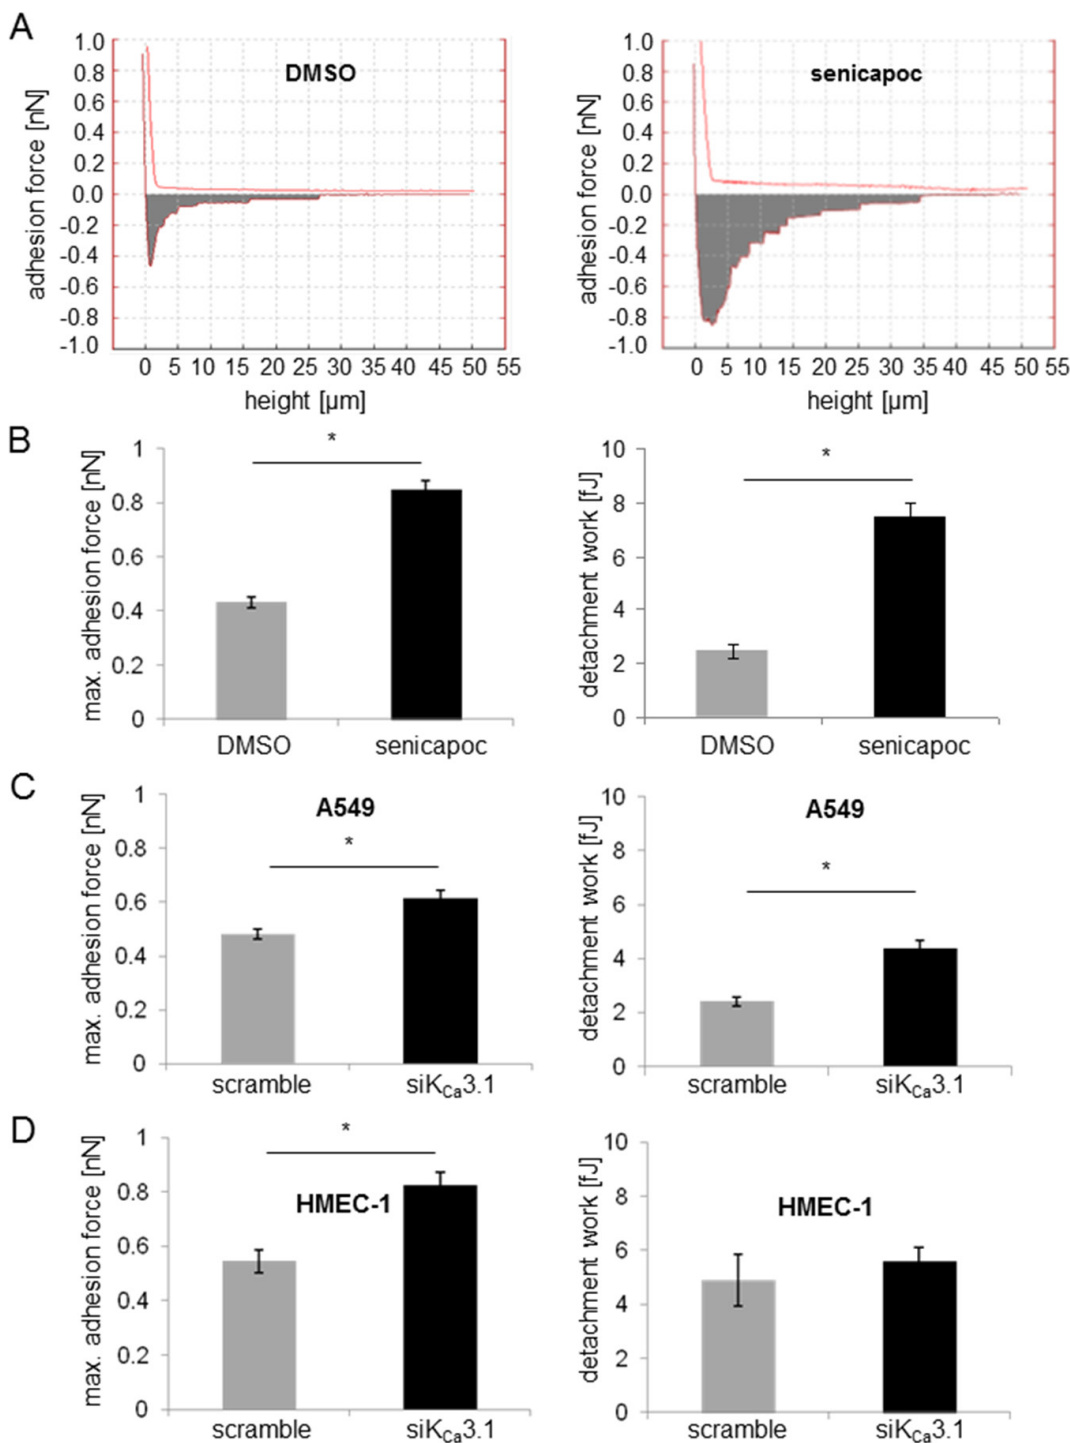 A
DMSO
adhesion force [nN]
1.0
0.8
0.6
0.4
0.2
0.0
-0.2
-0.4
-0.6
-0.8
-1.0
0 5 10 15 20 25 30 35 40 45 50 55
height [µm]
senicapoc
adhesion force [nN]
1.0
0.8
0.6
0.4
0.2
0.0
-0.2
-0.4
-0.6
-0.8
-1.0
0 5 10 15 20 25 30 35 40 45 50 55
height [µm]
B
max. adhesion force [nN]
1
0.8
0.6
0.4
0.2
0
*
DMSO senicapoc
detachment work [fJ]
10
8
6
4
2
0
*
DMSO senicapoc
C
max. adhesion force [nN]
1
0.8
0.6
0.4
0.2
0
A549
*
scramble siK_Ca3.1
detachment work [fJ]
10
8
6
4
2
0
A549
*
scramble siK_Ca3.1
D
max. adhesion force [nN]
1
0.8
0.6
0.4
0.2
0
*
HMEC-1
scramble siK_Ca3.1
detachment work [fJ]
10
8
6
4
2
0
HMEC-1
scramble siK_Ca3.1